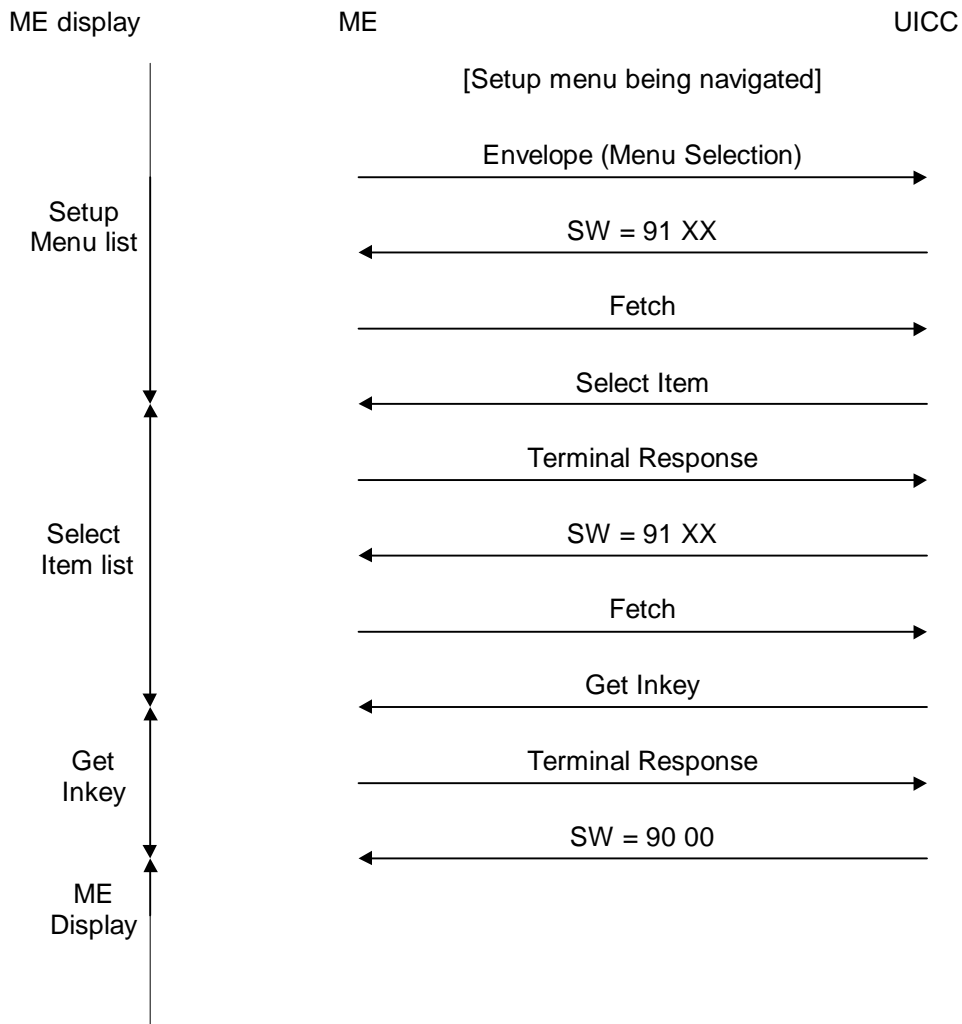 ME display ME UICC
[Setup menu being navigated]
Envelope (Menu Selection)
Setup
Menu list
SW = 91 XX
Fetch
Select Item
Terminal Response
Select
Item list
SW = 91 XX
Fetch
Get Inkey
Get
Inkey
Terminal Response
SW = 90 00
ME
Display